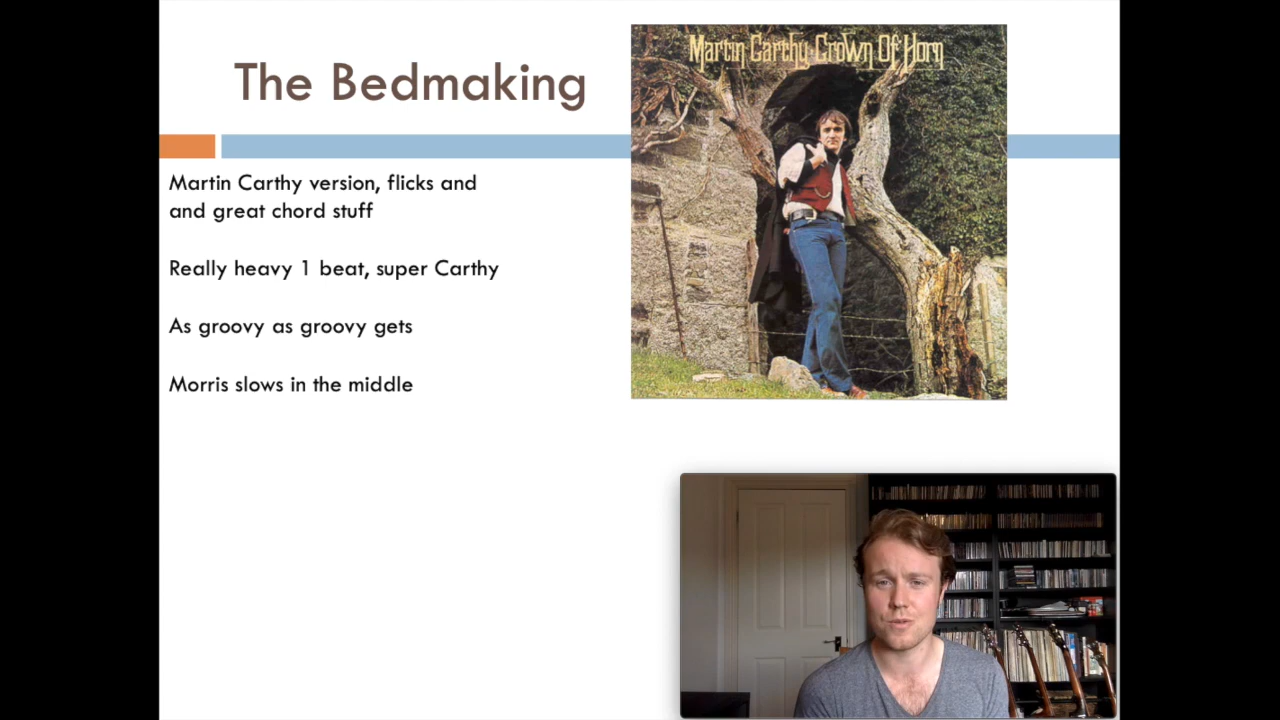 The Bedmaking
Martin Carthy Crown Of Horn
Martin Carthy version, flicks and
and great chord stuff
Really heavy 1 beat, super Carthy
As groovy as groovy gets
Morris slows in the middle